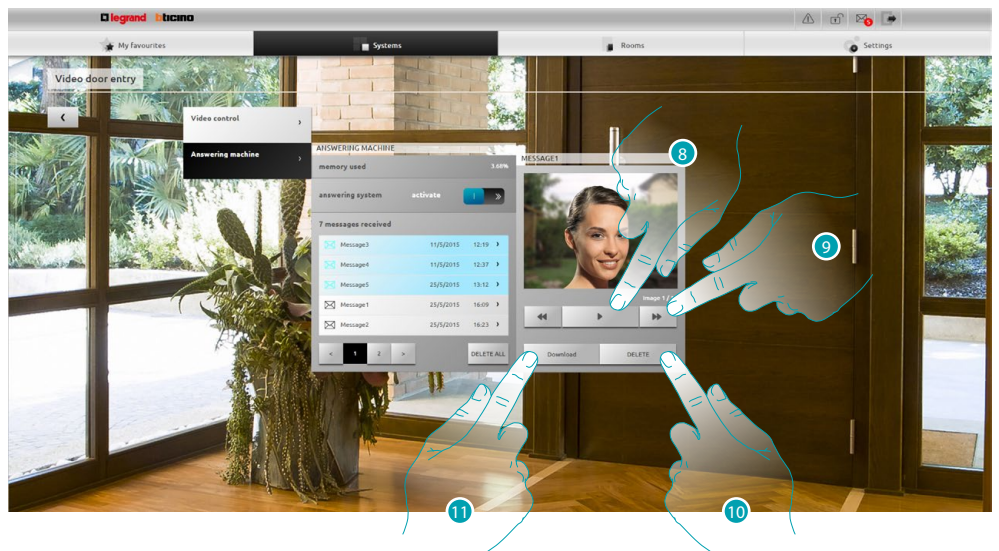 legrand bticino
5
My favourites
Systems
Rooms
Settings
Video door entry
<
Video control >
Answering machine >
ANSWERING MACHINE
memory used 3.68%
answering system activate I »
7 messages received
Message3 11/5/2015 12:19 >
Message4 11/5/2015 12:37 >
Message5 25/5/2015 13:12 >
Message1 25/5/2015 16:09 >
Message2 25/5/2015 16:23 >
< 1 2 > DELETE ALL
MESSAGE1
Image 1 /
Download DELETE
8
9
10
11